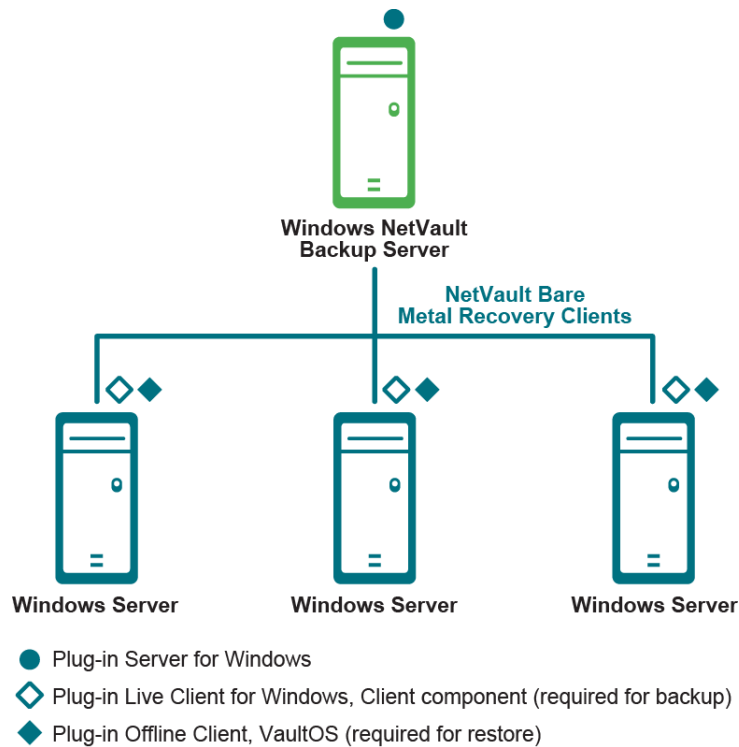 Windows NetVault
Backup Server
NetVault Bare
Metal Recovery Clients
Windows Server
Windows Server
Windows Server
Plug-in Server for Windows
Plug-in Live Client for Windows, Client component (required for backup)
Plug-in Offline Client, VaultOS (required for restore)